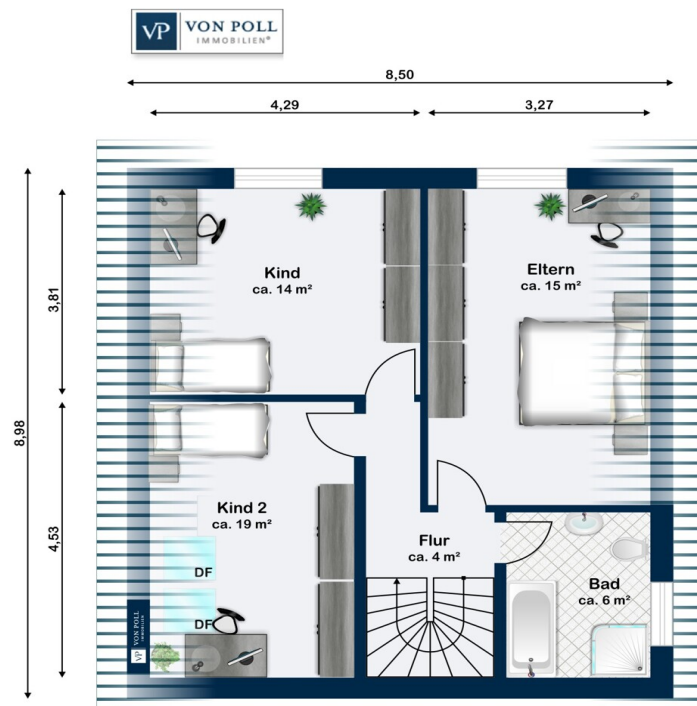 VP VON POLL
IMMOBILIEN®
8,50
4,29
3,27
3,81
8,98
4,53
Kind
ca. 14 m²
Eltern
ca. 15 m²
Kind 2
ca. 19 m²
DF
DF
Flur
ca. 4 m²
Bad
ca. 6 m²
VP VON POLL
IMMOBILIEN